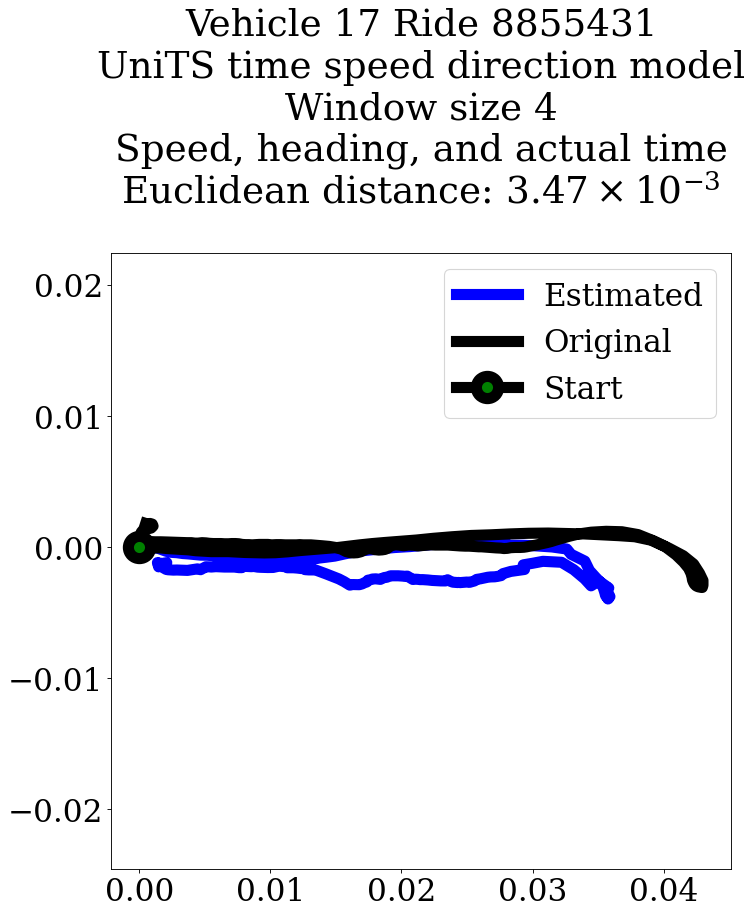 Vehicle 17 Ride 8855431
UniTS time speed direction model
Window size 4
Speed, heading, and actual time
Euclidean distance: 3.47 × 10⁻³
0.02
0.01
0.00
−0.01
−0.02
Estimated
Original
Start
0.00 0.01 0.02 0.03 0.04